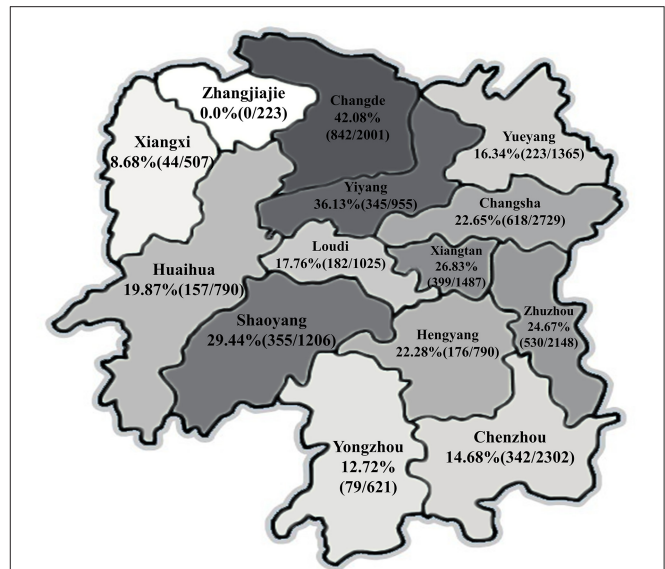 Zhangjiajie
0.0%(0/223)
Changde
42.08%
(842/2001)
Xiangxi
8.68%(44/507)
Yueyang
16.34%(223/1365)
Yiyang
36.13%(345/955)
Changsha
22.65%(618/2729)
Loudi
17.76%(182/1025)
Xiangtan
26.83%
(399/1487)
Huaihua
19.87%(157/790)
Zhuzhou
24.67%
(530/2148)
Shaoyang
29.44%(355/1206)
Hengyang
22.28%(176/790)
Yongzhou
12.72%
(79/621)
Chenzhou
14.68%(342/2302)